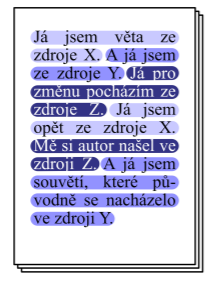 Já jsem věta ze
zdroje X. A já jsem
ze zdroje Y. Já pro
změnu pocházím ze
zdroje Z. Já jsem
opět ze zdroje X.
Mě si autor našel ve
zdroji Z. A já jsem
souvětí, které pů-
vodně se nacházelo
ve zdroji Y.